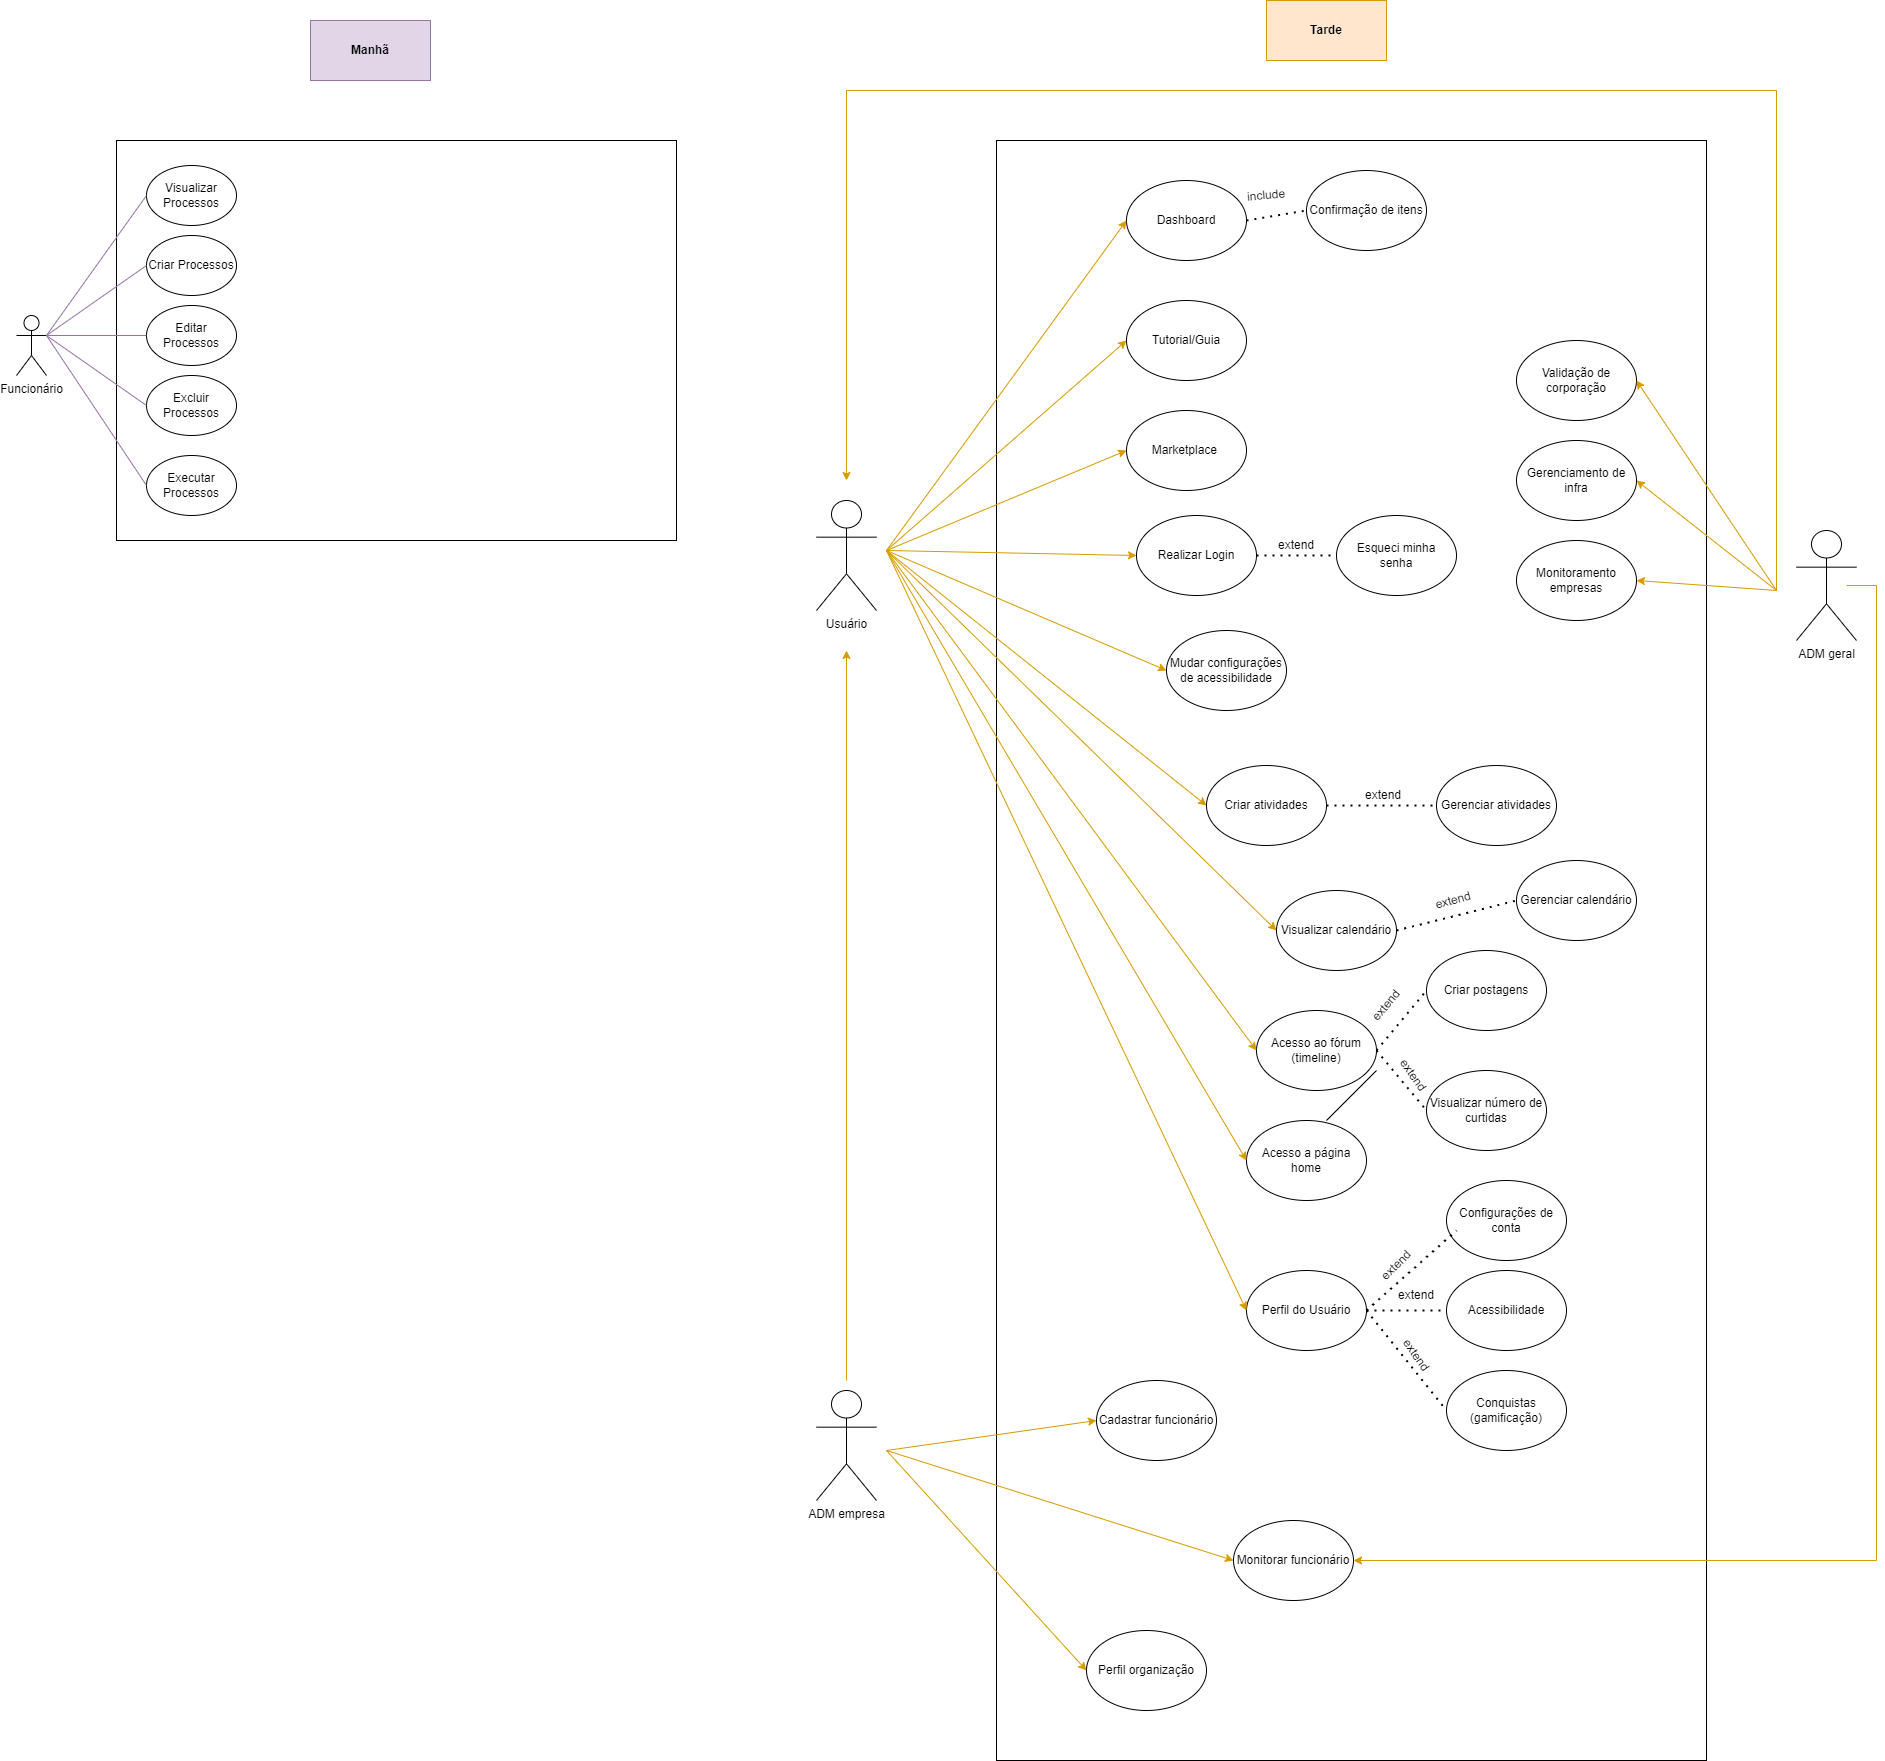 Manhã
Visualizar
Processos
Criar Processos
Editar
Processos
Excluir
Processos
Executar
Processos
Funcionário
Tarde
Dashboard
include
Confirmação de itens
Tutorial/Guia
Marketplace
Realizar Login
extend
Esqueci minha
senha
Mudar configurações
de acessibilidade
Validação de
corporação
Gerenciamento de
infra
Monitoramento
empresas
Usuário
ADM geral
Criar atividades
extend
Gerenciar atividades
Visualizar calendário
extend
Gerenciar calendário
Acesso ao fórum
(timeline)
extend
Criar postagens
extend
Visualizar número de
curtidas
Acesso a página
home
Perfil do Usuário
extend
Configurações de
conta
extend
Acessibilidade
extend
Conquistas
(gamificação)
ADM empresa
Cadastrar funcionário
Monitorar funcionário
Perfil organização